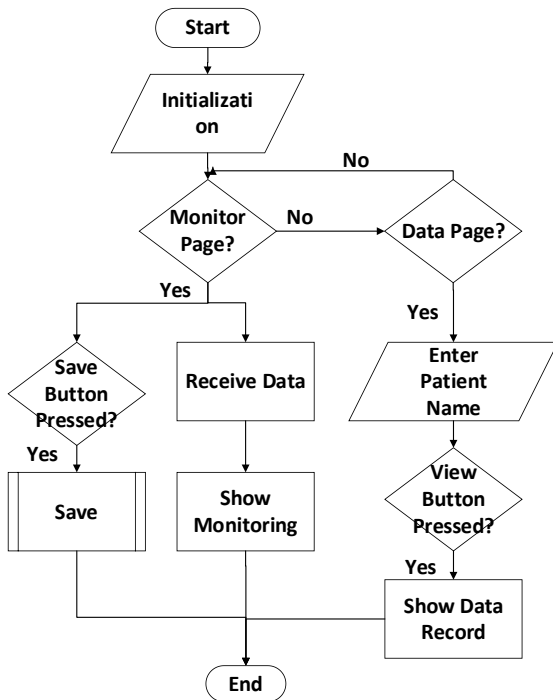 Start
Initializati
on
No
Monitor
Page?
No
Data Page?
Yes
Yes
Save
Button
Pressed?
Receive Data
Enter
Patient
Name
Yes
Save
Show
Monitoring
View
Button
Pressed?
Yes
Show Data
Record
End